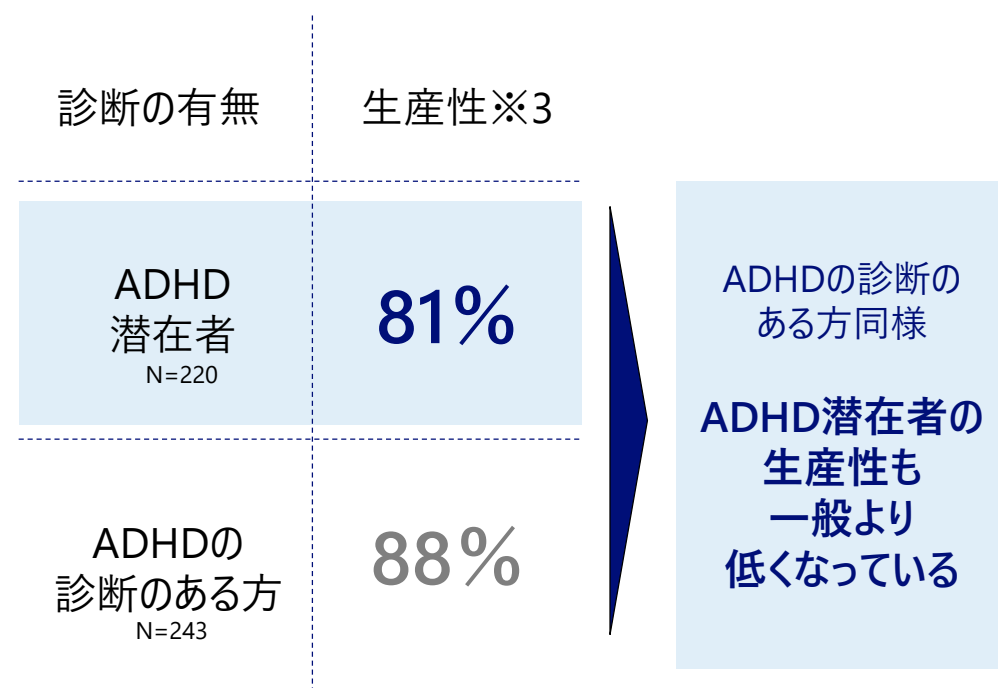 診断の有無
生産性※3
ADHD
潜在者
N=220
81%
ADHDの
診断のある方
N=243
88%
ADHDの診断の
ある方同様
ADHD潜在者の
生産性も
一般より
低くなっている